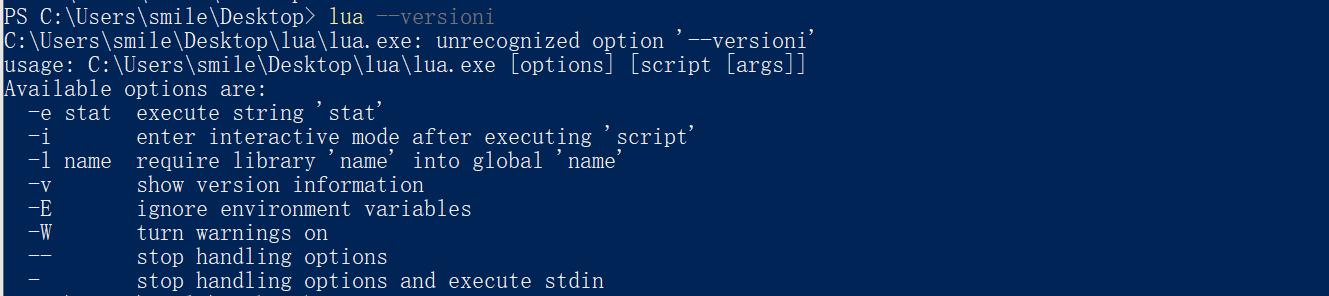 PS C:\Users\smile\Desktop> lua --versioni
C:\Users\smile\Desktop\lua\lua.exe: unrecognized option '--versioni'
usage: C:\Users\smile\Desktop\lua\lua.exe [options] [script [args]]
Available options are:
  -e stat  execute string 'stat'
  -i       enter interactive mode after executing 'script'
  -l name  require library 'name' into global 'name'
  -v       show version information
  -E       ignore environment variables
  -W       turn warnings on
  --       stop handling options
  -        stop handling options and execute stdin